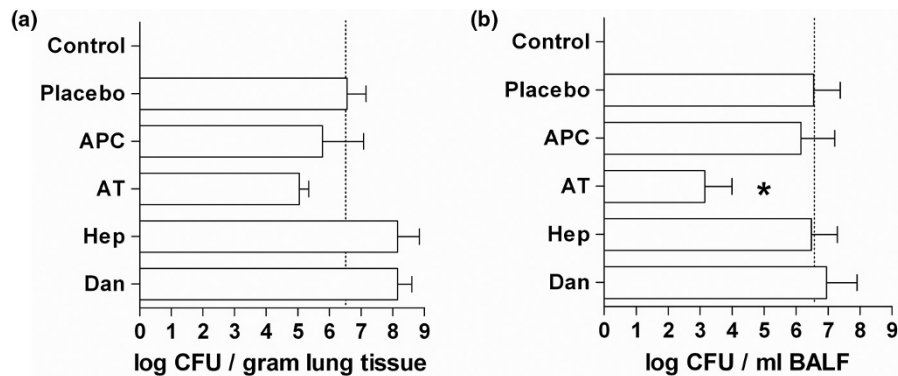 (a)
Control
Placebo
APC
AT
Hep
Dan
0 1 2 3 4 5 6 7 8 9
log CFU / gram lung tissue
(b)
Control
Placebo
APC
AT
*
Hep
Dan
0 1 2 3 4 5 6 7 8 9
log CFU / ml BALF